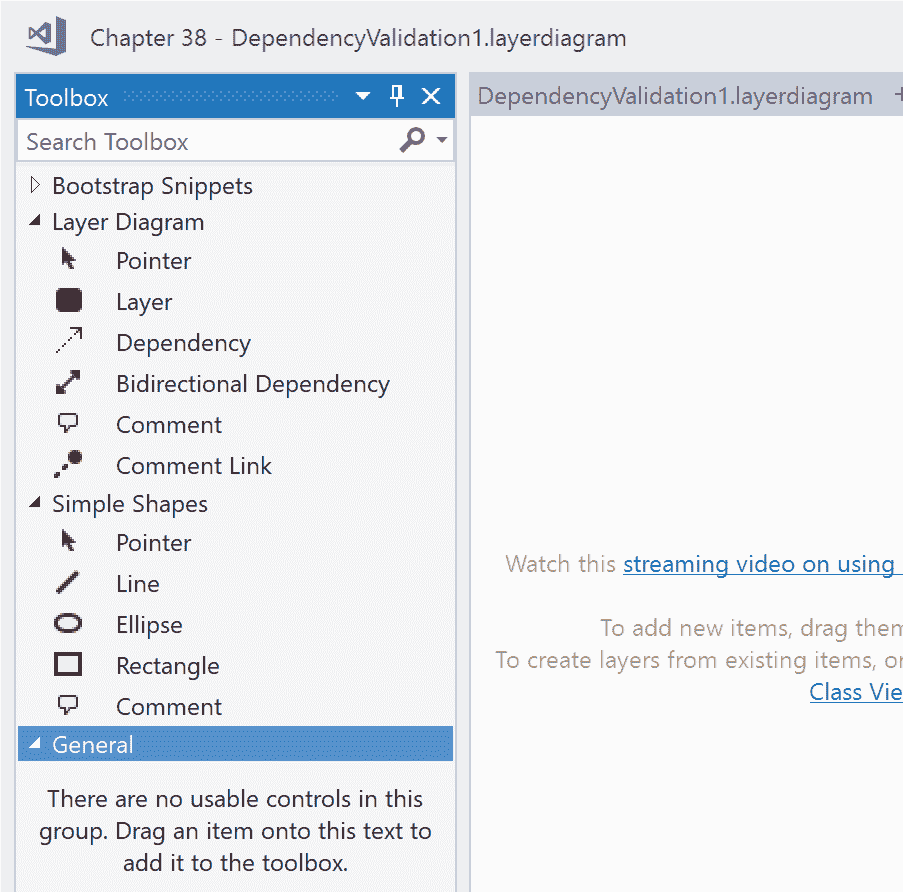 Chapter 38 - DependencyValidation1.layerdiagram
Toolbox
Search Toolbox
Bootstrap Snippets
Layer Diagram
Pointer
Layer
Dependency
Bidirectional Dependency
Comment
Comment Link
Simple Shapes
Pointer
Line
Ellipse
Rectangle
Comment
General
There are no usable controls in this
group. Drag an item onto this text to
add it to the toolbox.
DependencyValidation1.layerdiagram
Watch this streaming video on using
To add new items, drag them
To create layers from existing items, or
Class Vie